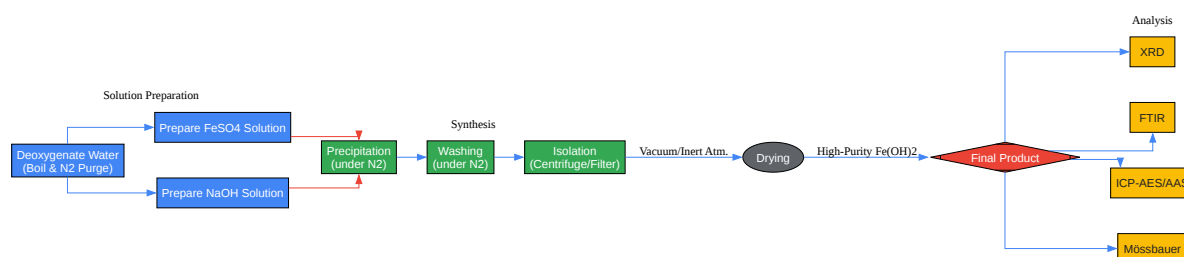 Analysis
XRD
Solution Preparation
Prepare FeSO4 Solution
FTIR
Synthesis
Deoxygenate Water
(Boil & N2 Purge)
Precipitation
(under N2)
Washing
(under N2)
Isolation
(Centrifuge/Filter)
Vacuum/Inert Atm.
Drying
High-Purity Fe(OH)2
Final Product
Prepare NaOH Solution
ICP-AES/AAS
Mössbauer